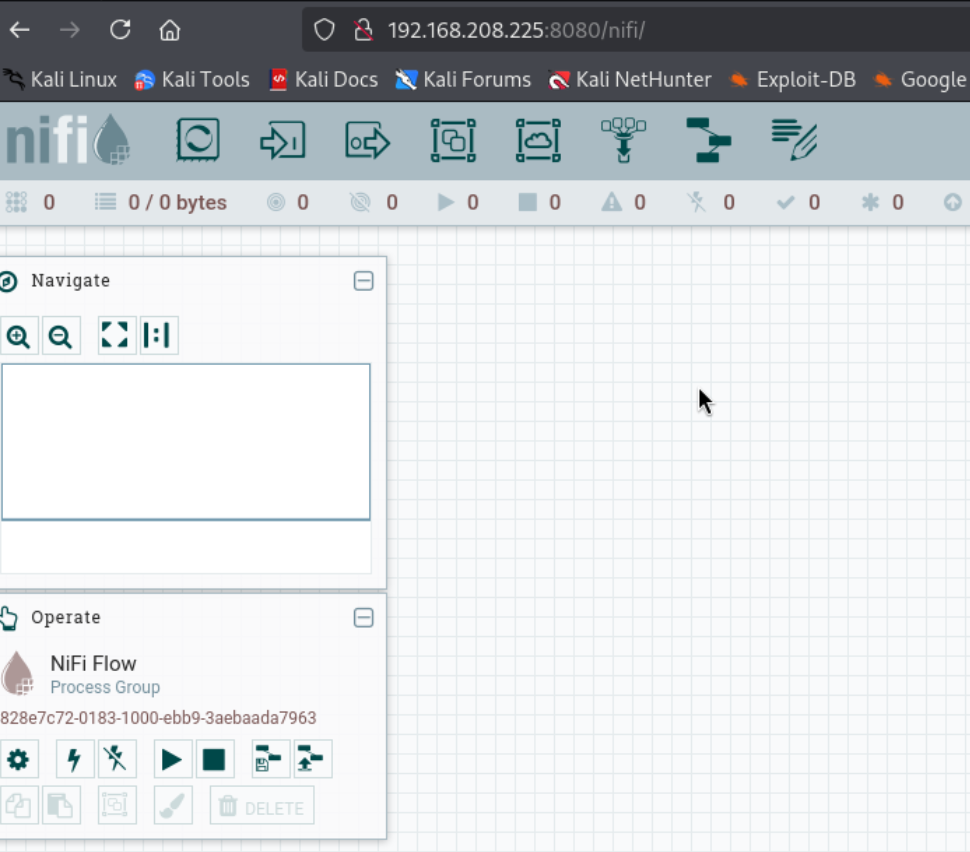 192.168.208.225:8080/nifi/
Kali Linux Kali Tools Kali Docs Kali Forums Kali NetHunter Exploit-DB Google
nifi
0 0 / 0 bytes 0 0 0 0 0 0 0 0
Navigate
Operate
NiFi Flow
Process Group
828e7c72-0183-1000-ebb9-3aebaada7963
DELETE